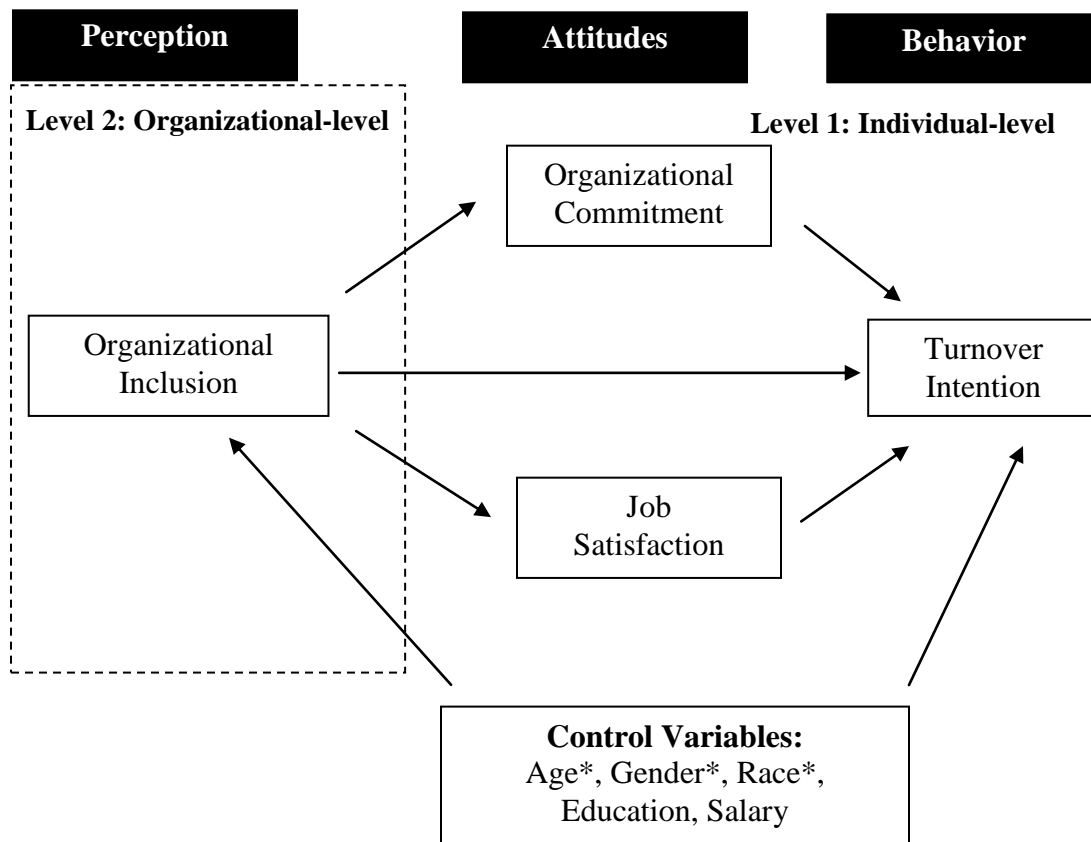 Perception
Attitudes
Behavior
Level 2: Organizational-level
Level 1: Individual-level
Organizational
Commitment
Organizational
Inclusion
Turnover
Intention
Job
Satisfaction
Control Variables:
Age*, Gender*, Race*,
Education, Salary